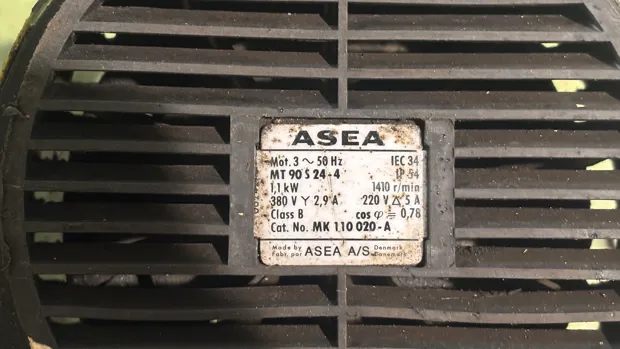 ASEA
Mot. 3 ~ 50 Hz IEC 34
MT 90 S 24-4 IP 54
1,1 kW 1410 r/min
380 V Y 2,9 A 220 V △ 5 A
Class B cos φ = 0,78
Cat. No. MK 110 020-A
Made by ASEA A/S Denmark
Fabr. par Danemark